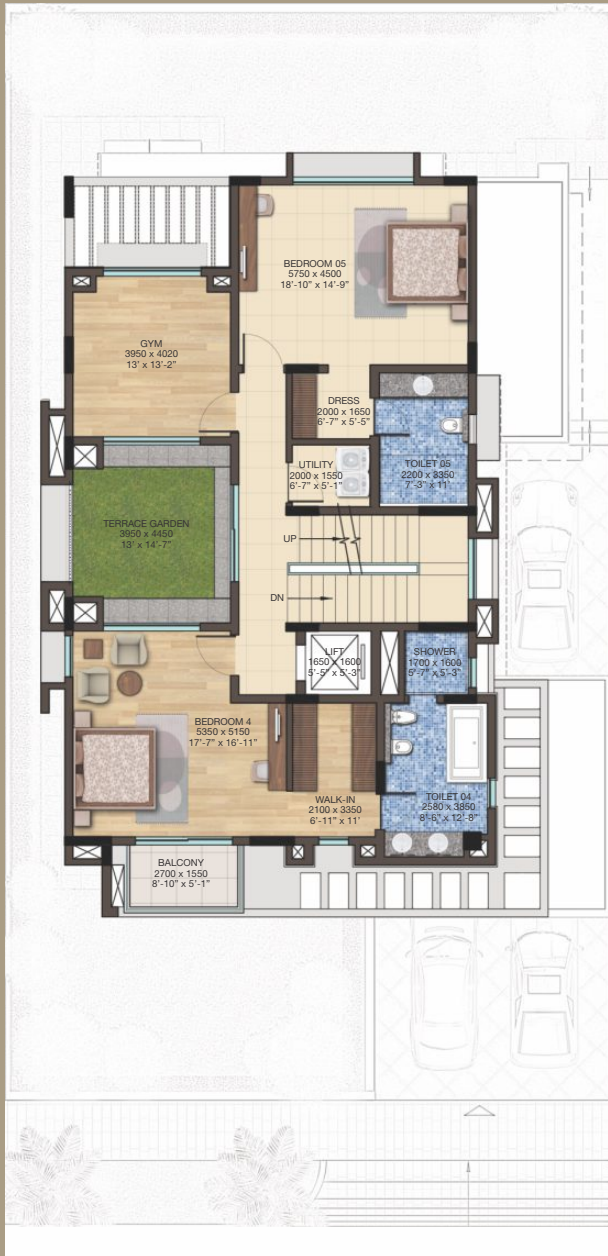 BEDROOM 05
5750 x 4500
18'-10" x 14'-9"
GYM
3950 x 4020
13' x 13'-2"
DRESS
2000 x 1650
6'-7" x 5'-5"
UTILITY
2000 x 1550
6'-7" x 5'-1"
TOILET 05
2200 x 3350
7'-3" x 11'
TERRACE GARDEN
3950 x 4450
13' x 14'-7"
UP
DN
LIFT
1650 x 1600
5'-5" x 5'-3"
SHOWER
1700 x 1600
5'-7" x 5'-3"
BEDROOM 4
5350 x 5150
17'-7" x 16'-11"
WALK-IN
2100 x 3350
6'-11" x 11'
TOILET 04
2580 x 3850
8'-6" x 12'-8"
BALCONY
2700 x 1550
8'-10" x 5'-1"